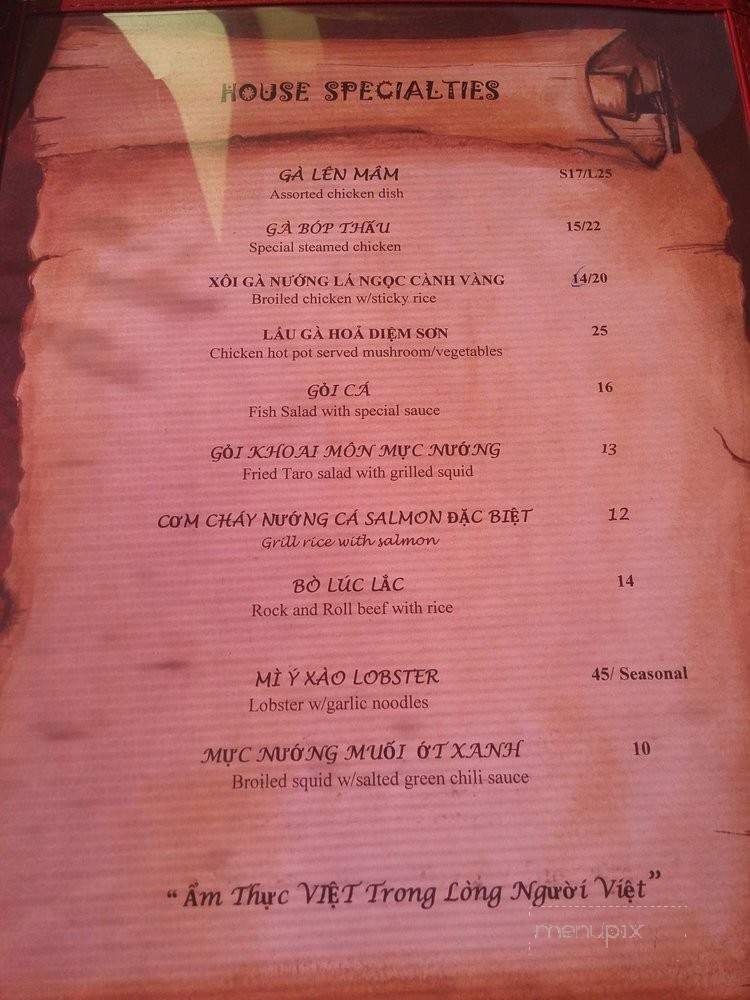 HOUSE SPECIALTIES
GÀ LÊN MÂM S17/L25
Assorted chicken dish
GÀ BÓP THẤU 15/22
Special steamed chicken
XÔI GÀ NƯỚNG LÁ NGỌC CÀNH VÀNG 14/20
Broiled chicken w/sticky rice
LẨU GÀ HOẢ DIỆM SƠN 25
Chicken hot pot served mushroom/vegetables
GỎI CÁ 16
Fish Salad with special sauce
GỎI KHOAI MÔN MỰC NƯỚNG 13
Fried Taro salad with grilled squid
CƠM CHÁY NƯỚNG CÁ SALMON ĐẶC BIỆT 12
Grill rice with salmon
BÒ LÚC LẮC 14
Rock and Roll beef with rice
MÌ Ý XÀO LOBSTER 45/ Seasonal
Lobster w/garlic noodles
MỰC NƯỚNG MUỐI ỚT XANH 10
Broiled squid w/salted green chili sauce
“ Ẩm Thực VIỆT Trong Lòng Người Việt”
menupix